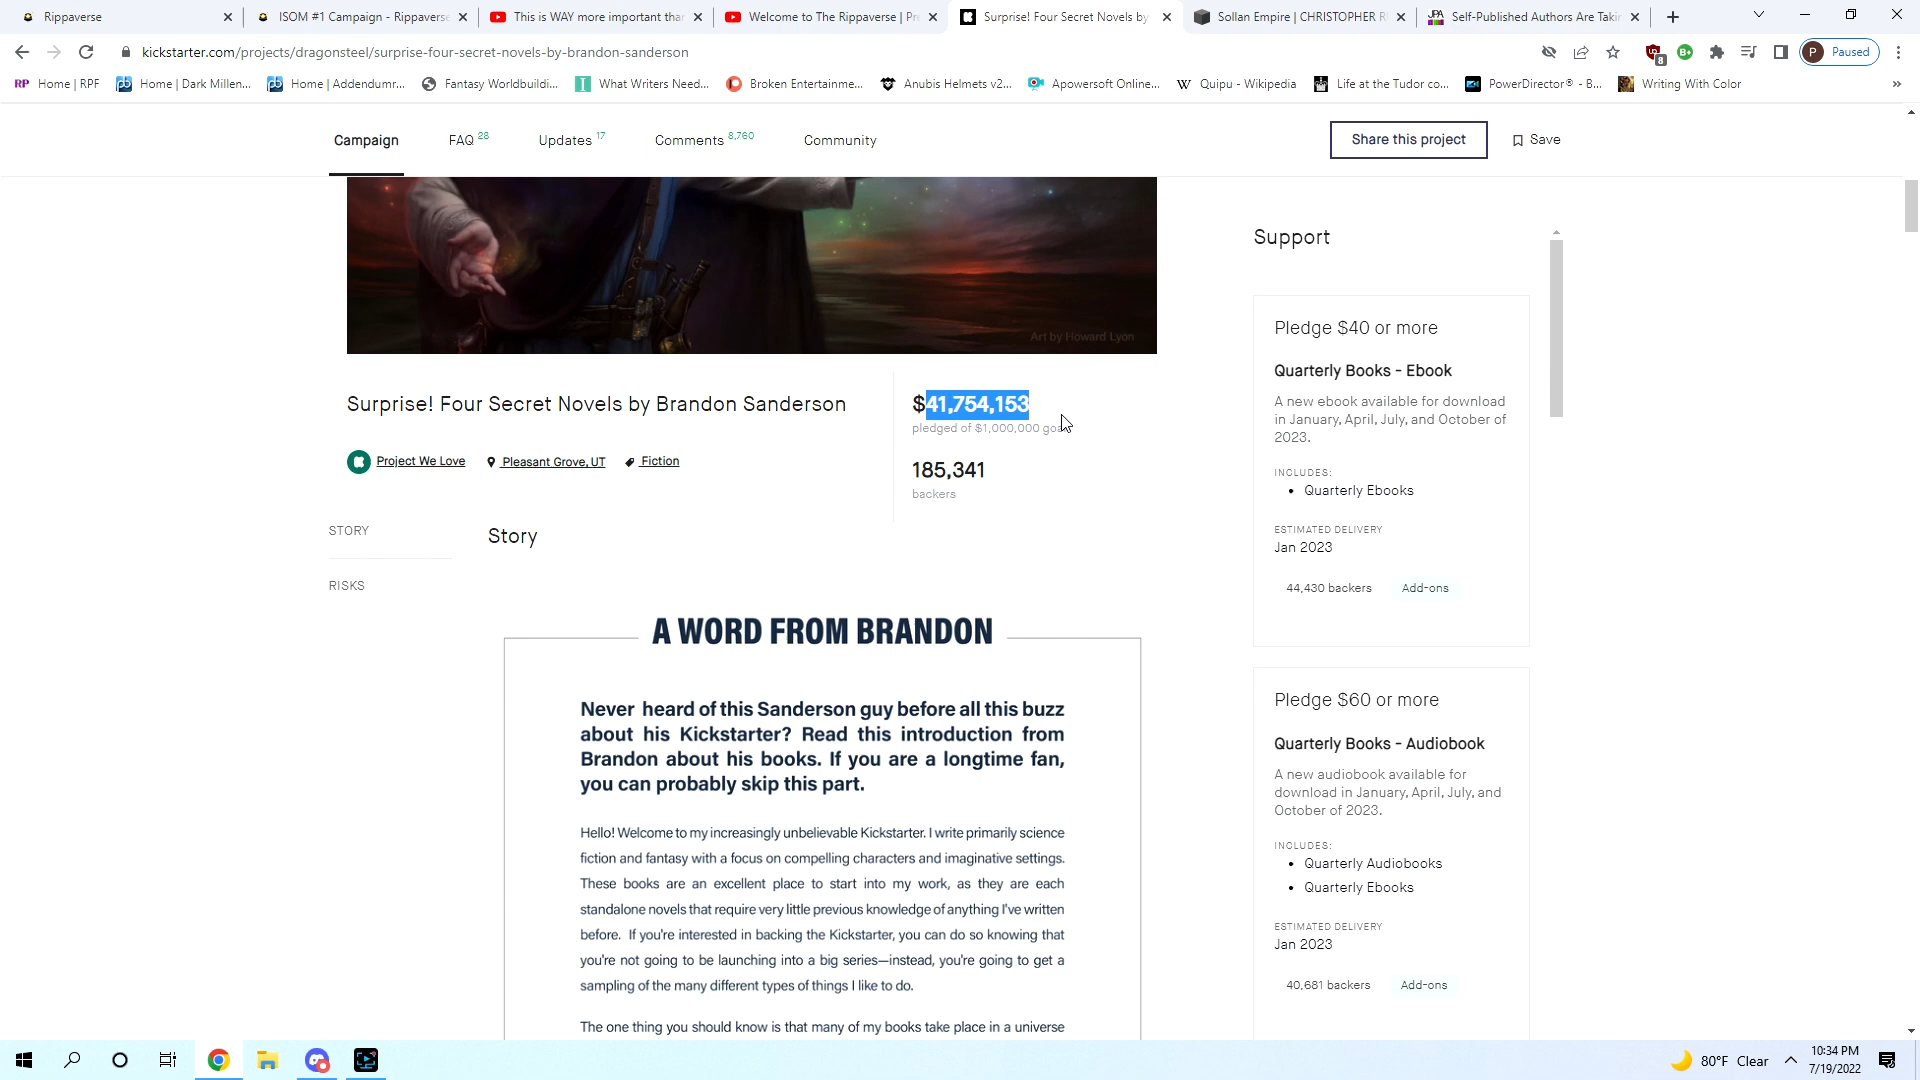 Rippaverse
ISOM #1 Campaign - Rippaverse
This is WAY more important than
Welcome to The Rippaverse | Pr
Surprise! Four Secret Novels by
Sollan Empire | CHRISTOPHER R
Self-Published Authors Are Takin
kickstarter.com/projects/dragonsteel/surprise-four-secret-novels-by-brandon-sanderson
8
P Paused
RP Home | RPF
Home | Dark Millen...
Home | Addendumr...
Fantasy Worldbuildi...
What Writers Need...
Broken Entertainme...
Anubis Helmets v2...
Apowersoft Online...
W Quipu - Wikipedia
Life at the Tudor co...
PowerDirector® - B...
Writing With Color
»
Campaign
FAQ 28
Updates 17
Comments 8,760
Community
Share this project
Save
Art by Howard Lyon
Surprise! Four Secret Novels by Brandon Sanderson
Project We Love
Pleasant Grove, UT
Fiction
$41,754,153
pledged of $1,000,000 goal
185,341
backers
STORY
RISKS
Story
A WORD FROM BRANDON
Never heard of this Sanderson guy before all this buzz
about his Kickstarter? Read this introduction from
Brandon about his books. If you are a longtime fan,
you can probably skip this part.
Hello! Welcome to my increasingly unbelievable Kickstarter. I write primarily science
fiction and fantasy with a focus on compelling characters and imaginative settings.
These books are an excellent place to start into my work, as they are each
standalone novels that require very little previous knowledge of anything I've written
before. If you're interested in backing the Kickstarter, you can do so knowing that
you're not going to be launching into a big series—instead, you're going to get a
sampling of the many different types of things I like to do.
The one thing you should know is that many of my books take place in a universe
Support
Pledge $40 or more
Quarterly Books - Ebook
A new ebook available for download
in January, April, July, and October of
2023.
INCLUDES:
• Quarterly Ebooks
ESTIMATED DELIVERY
Jan 2023
44,430 backers
Add-ons
Pledge $60 or more
Quarterly Books - Audiobook
A new audiobook available for
download in January, April, July, and
October of 2023.
INCLUDES:
• Quarterly Audiobooks
• Quarterly Ebooks
ESTIMATED DELIVERY
Jan 2023
40,681 backers
Add-ons
80°F Clear
10:34 PM
7/19/2022